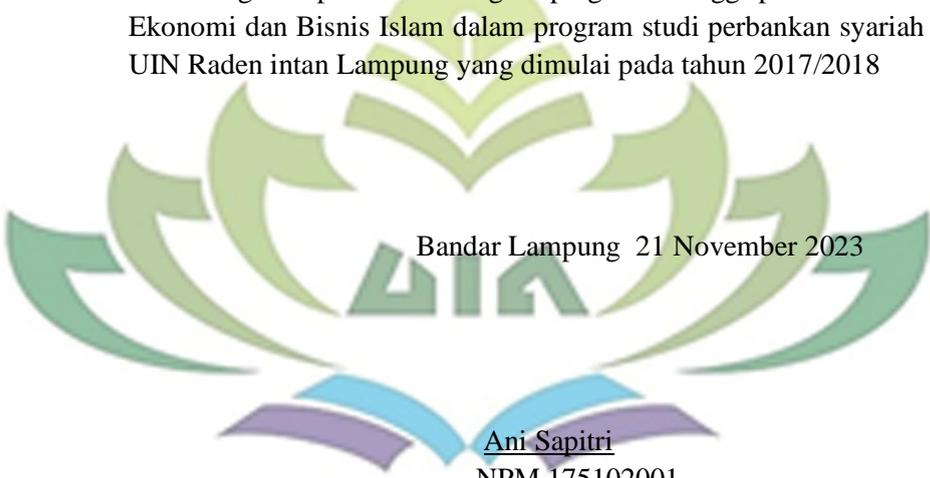 Ekonomi dan Bisnis Islam dalam program studi perbankan syariah
UIN Raden intan Lampung yang dimulai pada tahun 2017/2018
Bandar Lampung 21 November 2023
UIN
Ani Sapitri